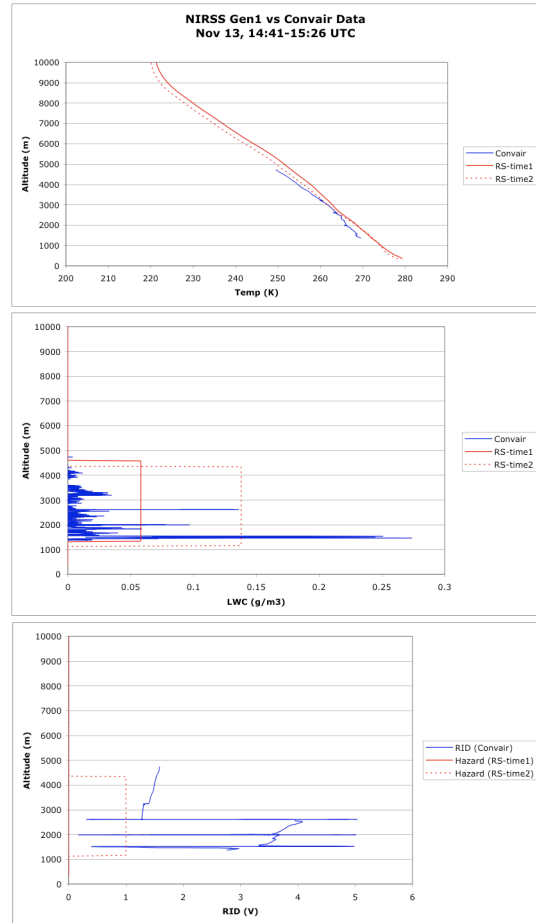 NIRSS Gen1 vs Convair Data
Nov 13, 14:41-15:26 UTC
10000
9000
8000
7000
6000
5000
4000
3000
2000
1000
0
Altitude (m)
200 210 220 230 240 250 260 270 280 290
Temp (K)
Convair
RS-time1
RS-time2
10000
9000
8000
7000
6000
5000
4000
3000
2000
1000
0
Altitude (m)
0 0.05 0.1 0.15 0.2 0.25 0.3
LWC (g/m3)
Convair
RS-time1
RS-time2
10000
9000
8000
7000
6000
5000
4000
3000
2000
1000
0
Altitude (m)
0 1 2 3 4 5 6
RID (V)
RID (Convair)
Hazard (RS-time1)
Hazard (RS-time2)